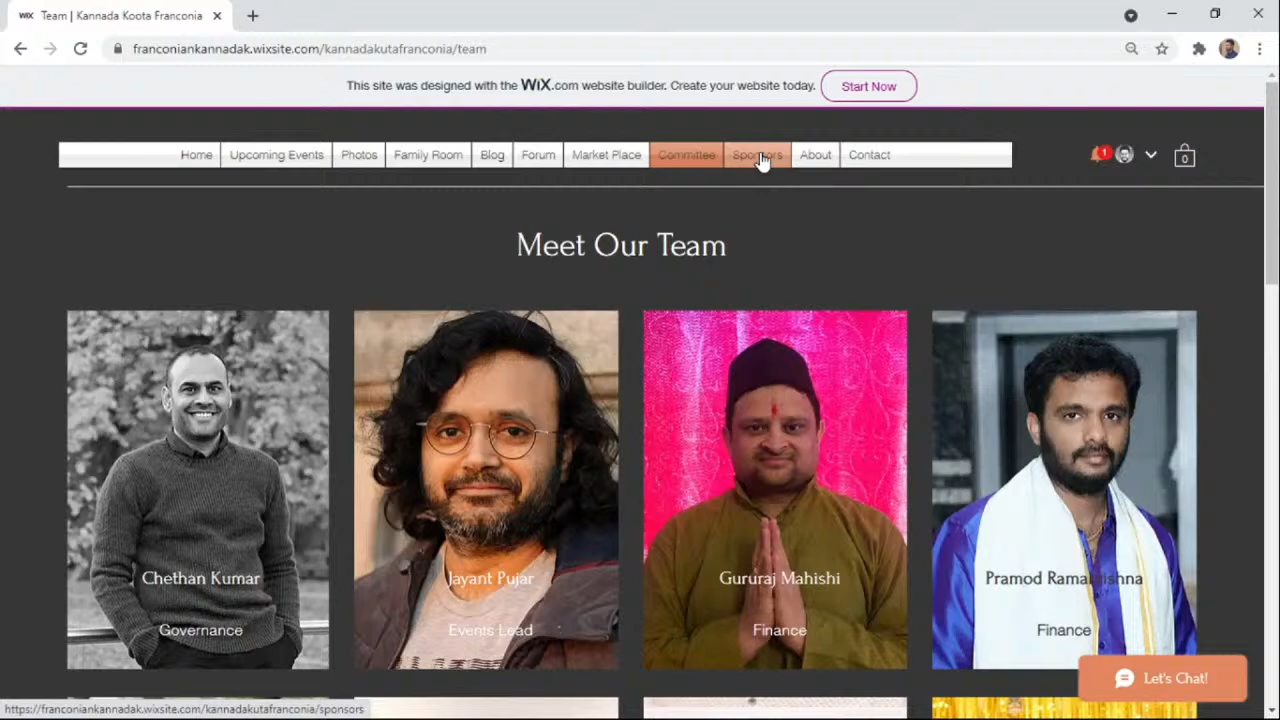 Team | Kannada Koota Franconia
franconiankannadak.wixsite.com/kannadakutafranconia/team
This site was designed with the WiX.com website builder. Create your website today. Start Now
Home Upcoming Events Photos Family Room Blog Forum Market Place Committee Sponsors About Contact
1
0
Meet Our Team
Chethan Kumar
Governance
Jayant Pujar
Events Lead
Gururaj Mahishi
Finance
Pramod Ramakrishna
Finance
Let's Chat!
https://franconiankannadak.wixsite.com/kannadakutafranconia/sponsors